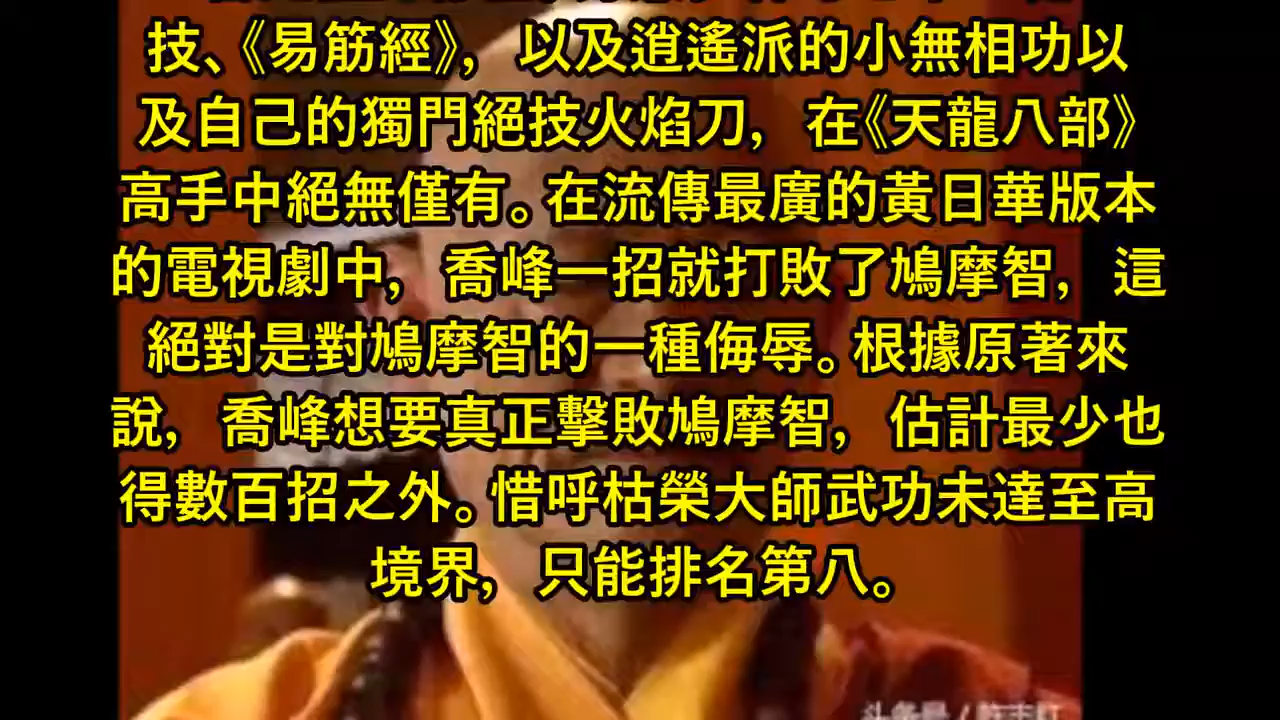 技、《易筋經》, 以及逍遙派的小無相功以
及自己的獨門絕技火焰刀, 在《天龍八部》
高手中絕無僅有。在流傳最廣的黃日華版本
的電視劇中, 喬峰一招就打敗了鳩摩智, 這
絕對是對鳩摩智的一種侮辱。根據原著來
說, 喬峰想要真正擊敗鳩摩智, 估計最少也
得數百招之外。惜呼枯榮大師武功未達至高
境界, 只能排名第八。